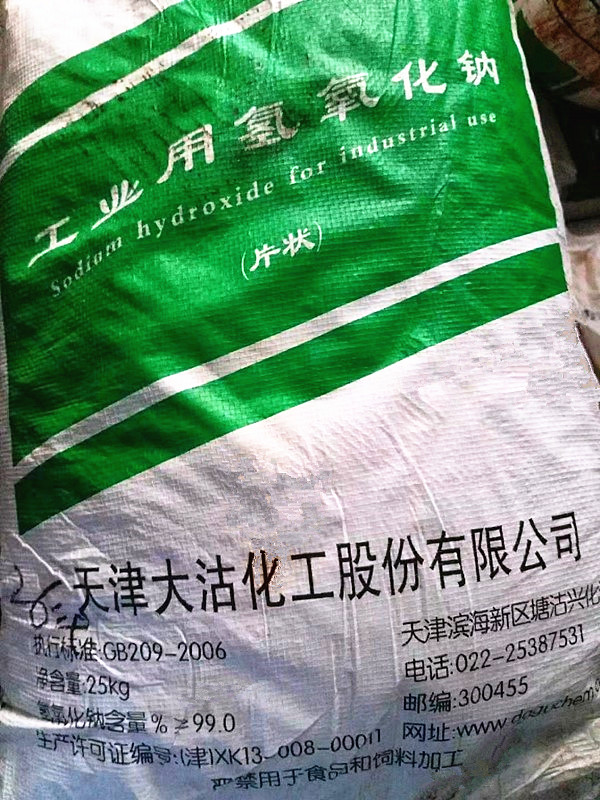 工业用氢氧化钠
Sodium hydroxide for industrial use
(片状)
天津大沽化工股份有限公司
执行标准:GB209-2006
净含量:25kg
氢氧化钠含量%≥99.0
生产许可证编号:(津)XK13-008-00011
严禁用于食品和饲料加工
天津滨海新区塘沽兴化
电话:022-25387531
邮编:300455
网址:www.daguchem